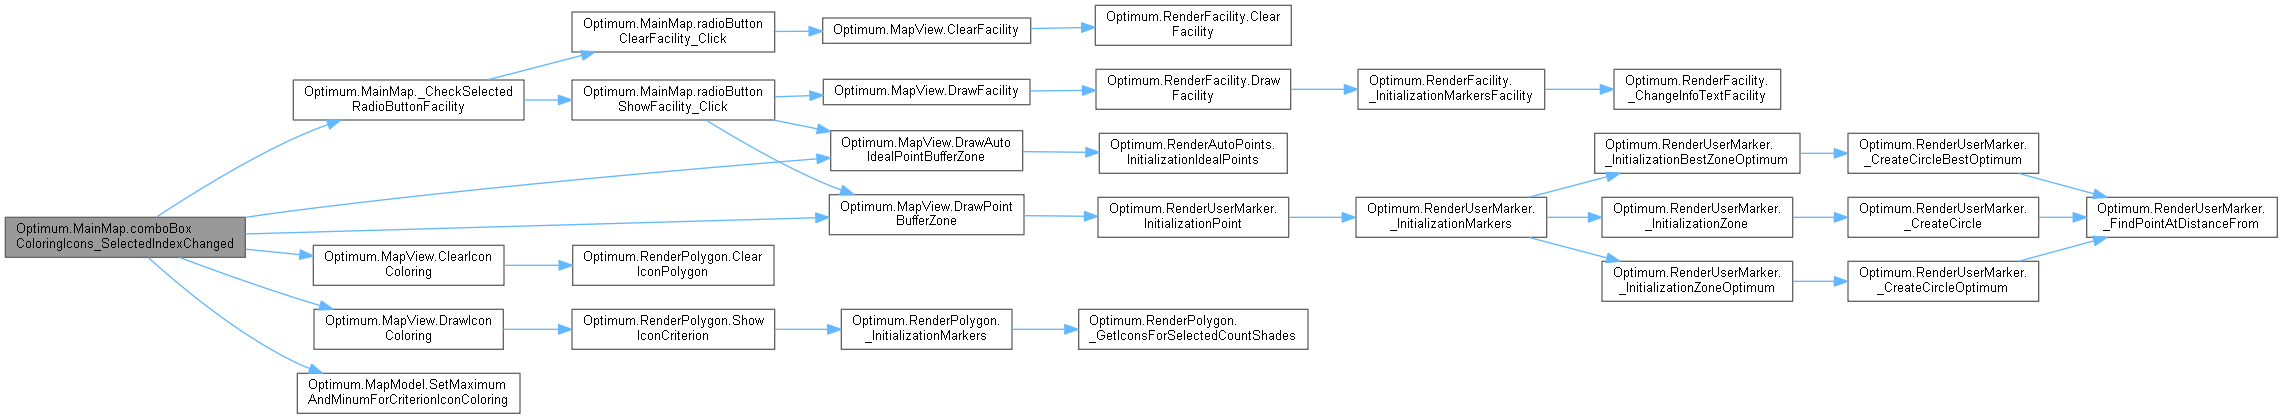 Optimum.MainMap.comboBox
ColoringIcons_SelectedIndexChanged
Optimum.MainMap._CheckSelected
RadioButtonFacility
Optimum.MainMap.radioButton
ClearFacility_Click
Optimum.MapView.ClearFacility
Optimum.RenderFacility.Clear
Facility
Optimum.MainMap.radioButton
ShowFacility_Click
Optimum.MapView.DrawFacility
Optimum.RenderFacility.Draw
Facility
Optimum.RenderFacility.
_InitializationMarkersFacility
Optimum.RenderFacility.
_ChangeInfoTextFacility
Optimum.MapView.DrawAuto
IdealPointBufferZone
Optimum.RenderAutoPoints.
InitializationIdealPoints
Optimum.MapView.DrawPoint
BufferZone
Optimum.RenderUserMarker.
InitializationPoint
Optimum.RenderUserMarker.
_InitializationMarkers
Optimum.RenderUserMarker.
_InitializationBestZoneOptimum
Optimum.RenderUserMarker.
_CreateCircleBestOptimum
Optimum.RenderUserMarker.
_InitializationZone
Optimum.RenderUserMarker.
_CreateCircle
Optimum.RenderUserMarker.
_FindPointAtDistanceFrom
Optimum.RenderUserMarker.
_InitializationZoneOptimum
Optimum.RenderUserMarker.
_CreateCircleOptimum
Optimum.MapView.ClearIcon
Coloring
Optimum.RenderPolygon.Clear
IconPolygon
Optimum.MapView.DrawIcon
Coloring
Optimum.RenderPolygon.Show
IconCriterion
Optimum.RenderPolygon.
_InitializationMarkers
Optimum.RenderPolygon.
_GetIconsForSelectedCountShades
Optimum.MapModel.SetMaximum
AndMinumForCriterionIconColoring